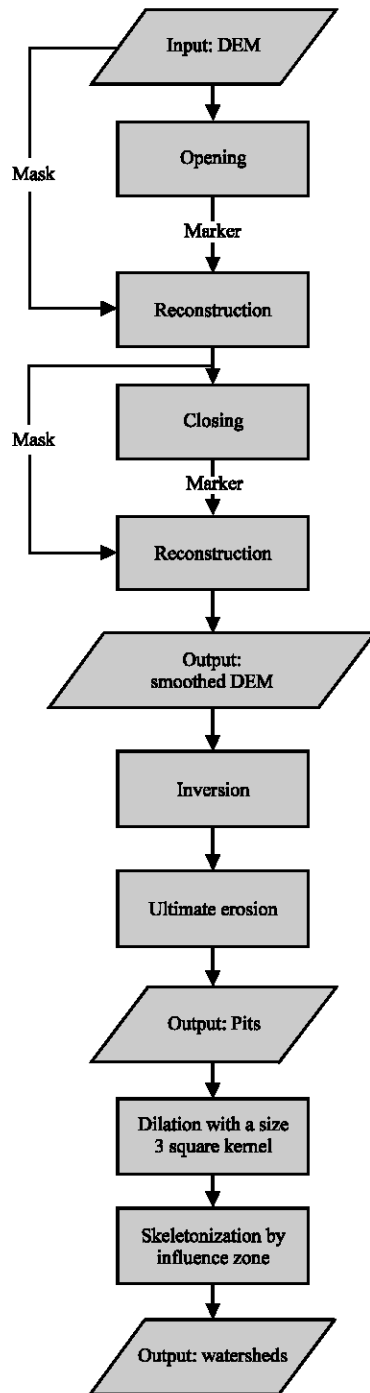 Input: DEM
Opening
Mask
Marker
Reconstruction
Closing
Mask
Marker
Reconstruction
Output:
smoothed DEM
Inversion
Ultimate erosion
Output: Pits
Dilation with a size
3 square kernel
Skeletonization by
influence zone
Output: watersheds